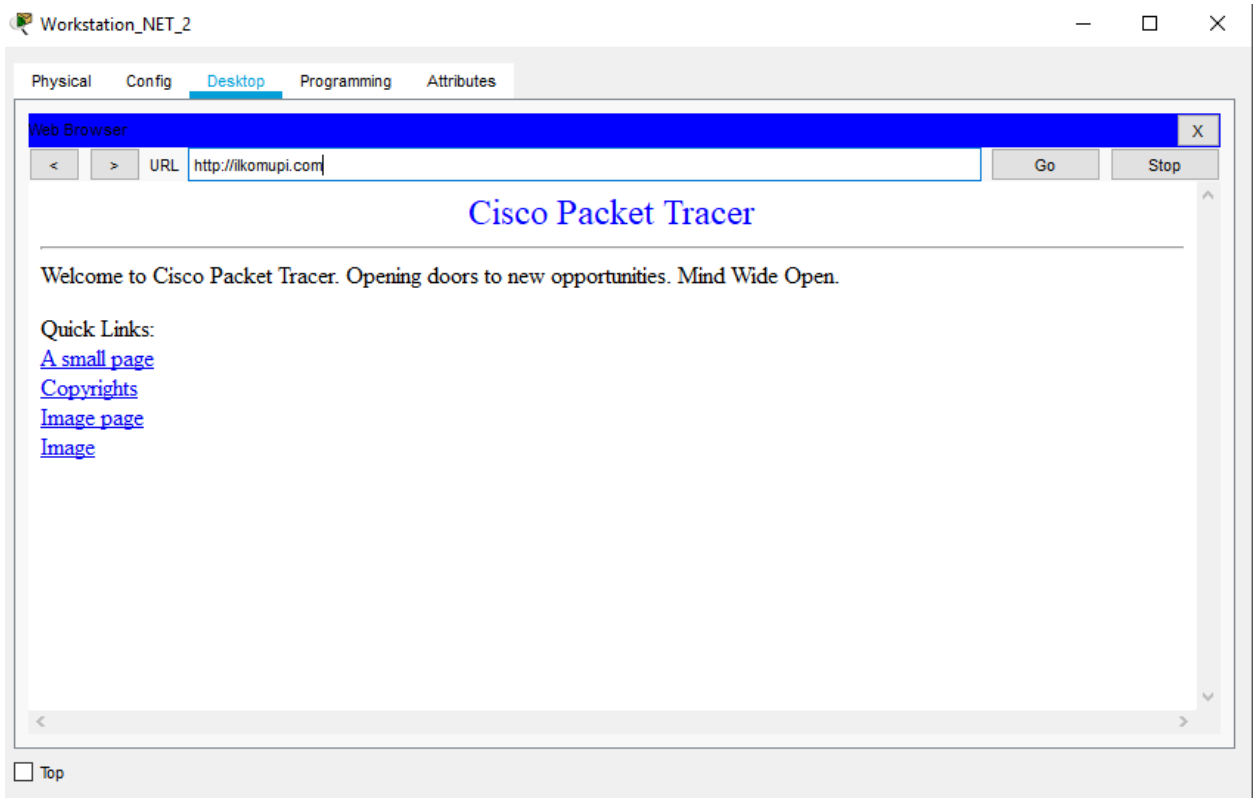 Workstation_NET_2
Physical Config Desktop Programming Attributes
Web Browser X
< > URL http://ilkomupi.com Go Stop
Cisco Packet Tracer
Welcome to Cisco Packet Tracer. Opening doors to new opportunities. Mind Wide Open.
Quick Links:
A small page
Copyrights
Image page
Image
Top